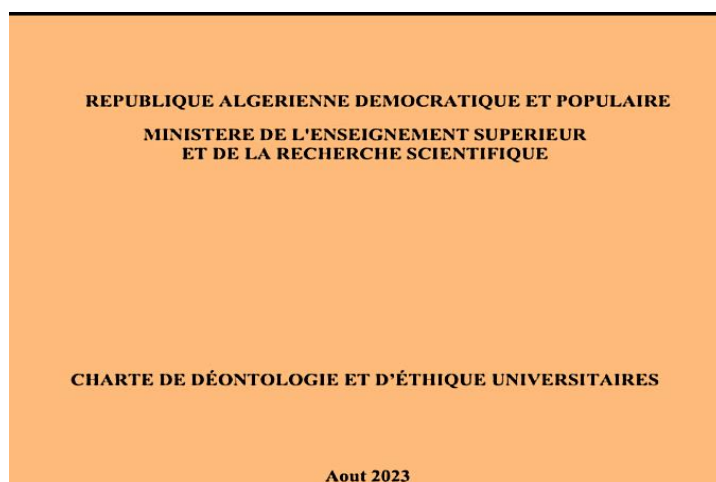 REPUBLIQUE ALGERIENNE DEMOCRATIQUE ET POPULAIRE
MINISTERE DE L'ENSEIGNEMENT SUPERIEUR
ET DE LA RECHERCHE SCIENTIFIQUE
CHARTE DE DÉONTOLOGIE ET D’ÉTHIQUE UNIVERSITAIRES
Aout 2023